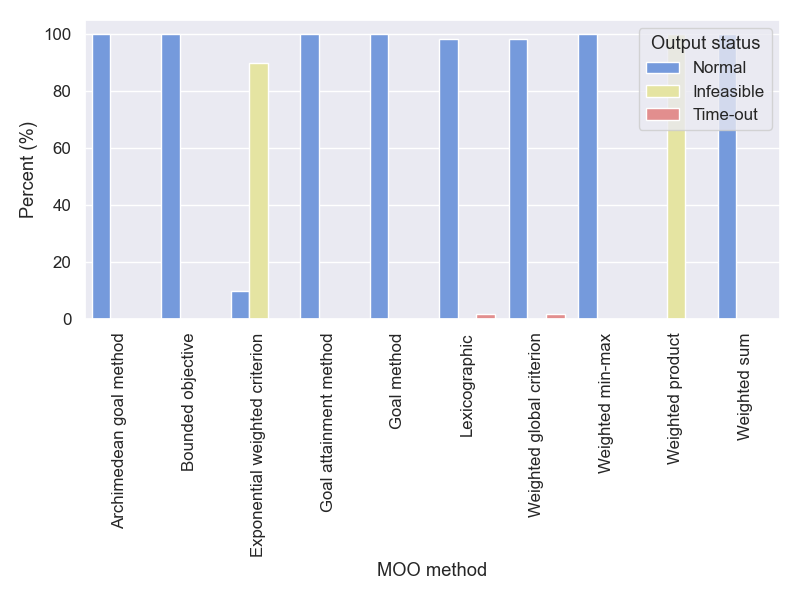 Output status
Normal
Infeasible
Time-out
Percent (%)
100
80
60
40
20
0
Archimedean goal method
Bounded objective
Exponential weighted criterion
Goal attainment method
Goal method
Lexicographic
Weighted global criterion
Weighted min-max
Weighted product
Weighted sum
MOO method